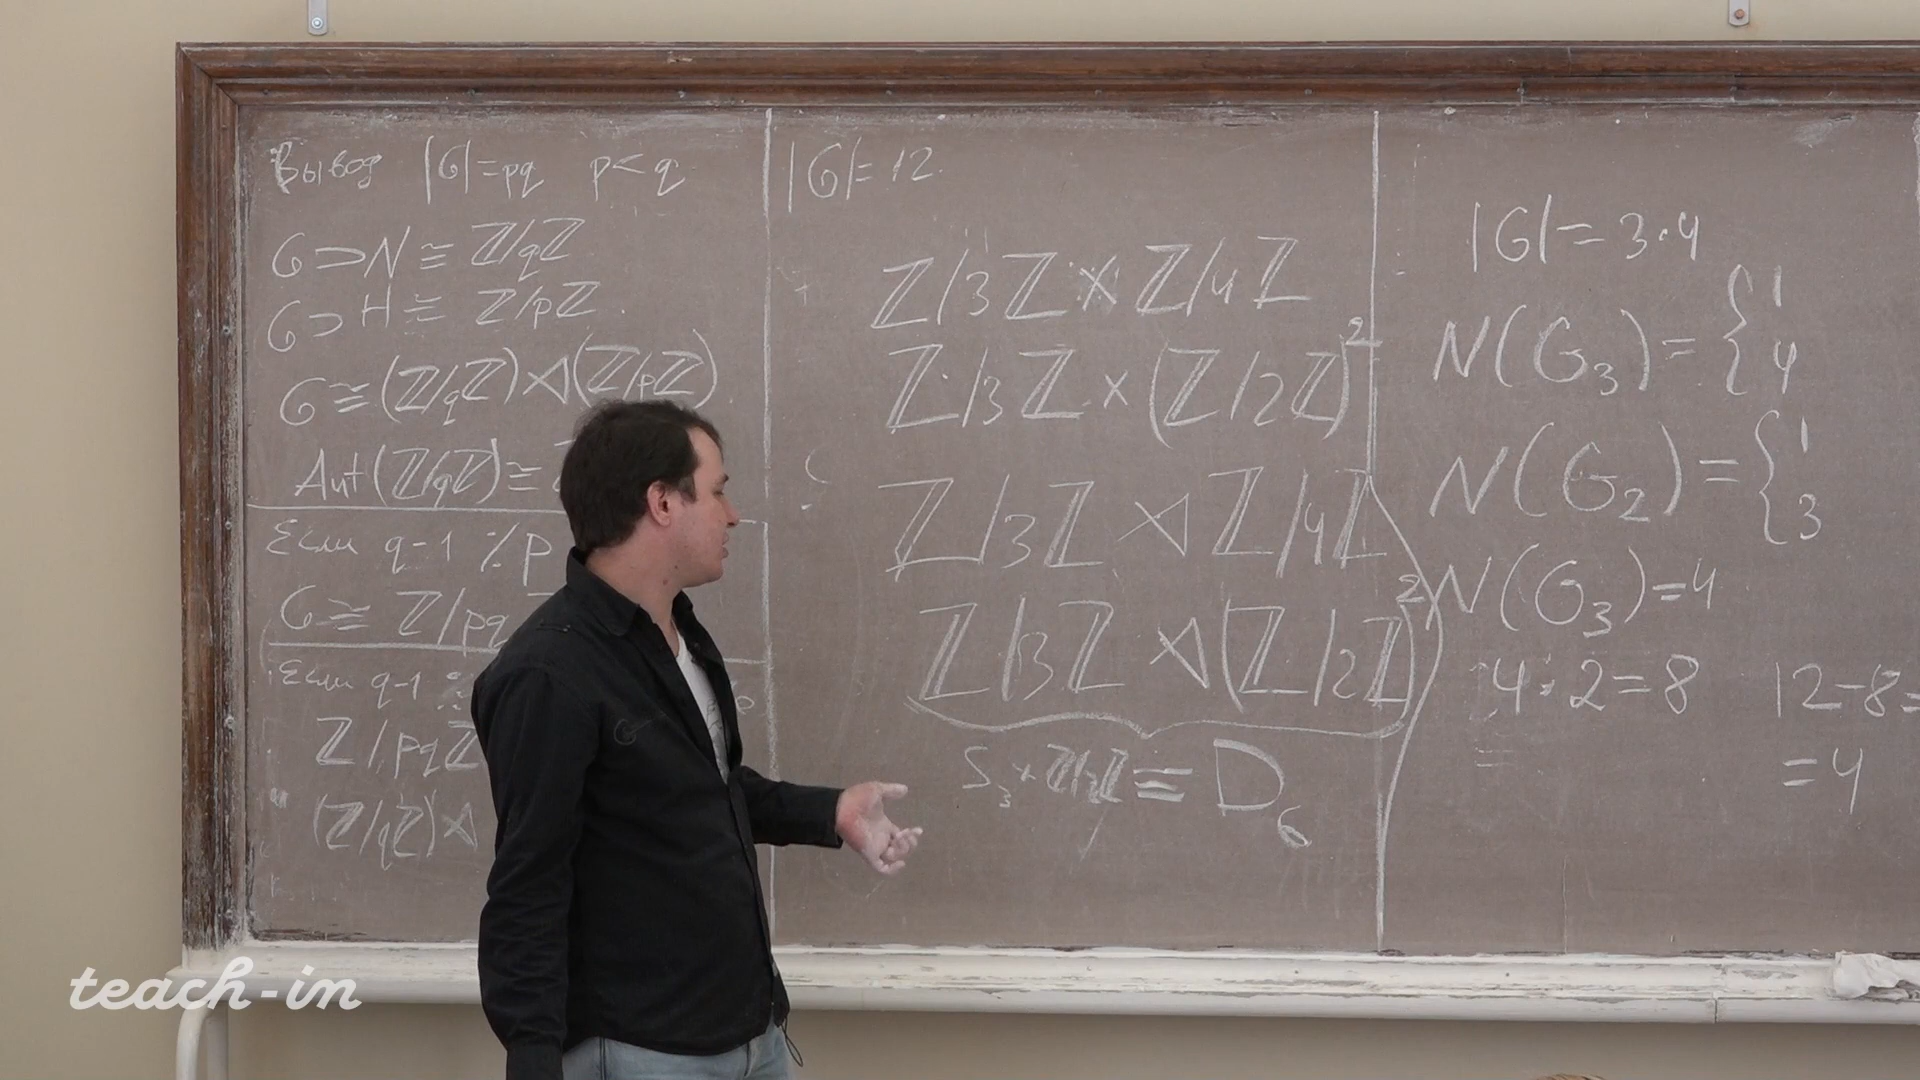 Вывод |G|=pq p<q
G⊃N≅ℤ/qℤ
G⊃H≅ℤ/pℤ.
G≅(ℤ/qℤ)⋋(ℤ/pℤ)
Aut(ℤ/qℤ)≅
Если q-1 ⁒ p
G≅ℤ/pq
Если q-1
ℤ/pqℤ
(ℤ/qℤ)⋋
|G|=12.
ℤ/3ℤ×ℤ/4ℤ
ℤ/3ℤ×(ℤ/2ℤ)²
ℤ/3ℤ⋋ℤ/4ℤ
ℤ/3ℤ⋋(ℤ/2ℤ)²
S₃×ℤ/2ℤ≅D₆
|G|=3·4
N(G₃)={1
4
N(G₂)={1
3
N(G₃)=4
4·2=8 12-8=
=4
teach-in